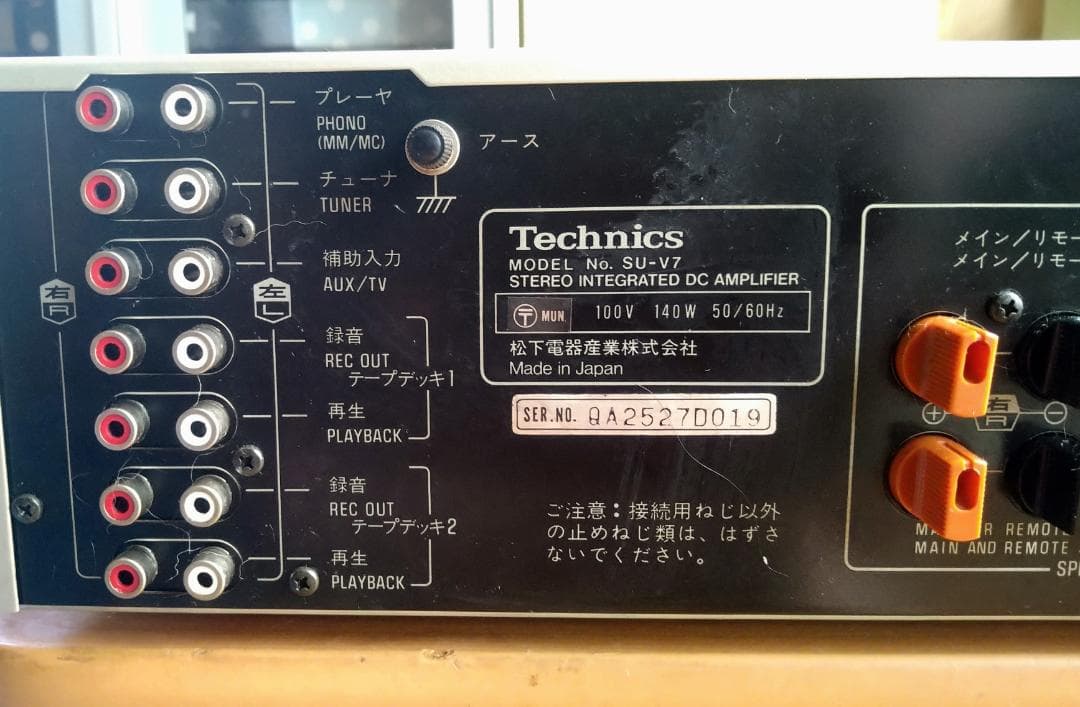 プレーヤ
PHONO
(MM/MC)
アース
チューナ
TUNER
補助入力
AUX/TV
右
R
左
L
録音
REC OUT
テープデッキ1
再生
PLAYBACK
録音
REC OUT
テープデッキ2
再生
PLAYBACK
Technics
MODEL No. SU-V7
STEREO INTEGRATED DC AMPLIFIER
〒 MUN. 100V 140W 50/60Hz
松下電器産業株式会社
Made in Japan
SER.NO. QA2527D019
ご注意：接続用ねじ以外
の止めねじ類は、はずさ
ないでください。
メイン/リモー
メイン/リモー
⊕ 右 ⊖
R
REMOTE
MAIN AND REMOTE